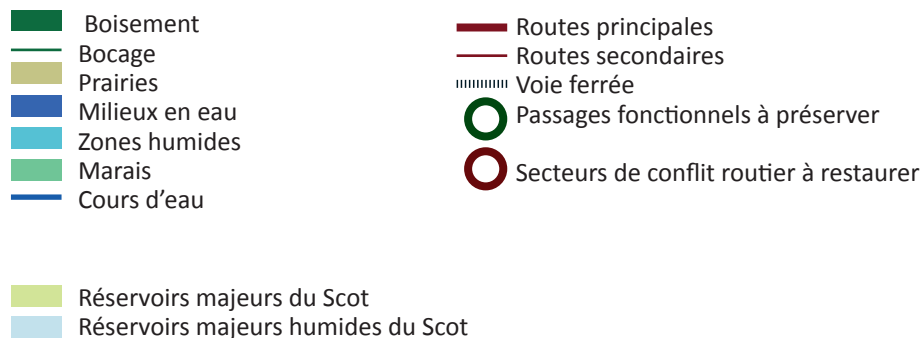 Boisement
Bocage
Prairies
Milieux en eau
Zones humides
Marais
Cours d'eau
Routes principales
Routes secondaires
Voie ferrée
Passages fonctionnels à préserver
Secteurs de conflit routier à restaurer
Réservoirs majeurs du Scot
Réservoirs majeurs humides du Scot